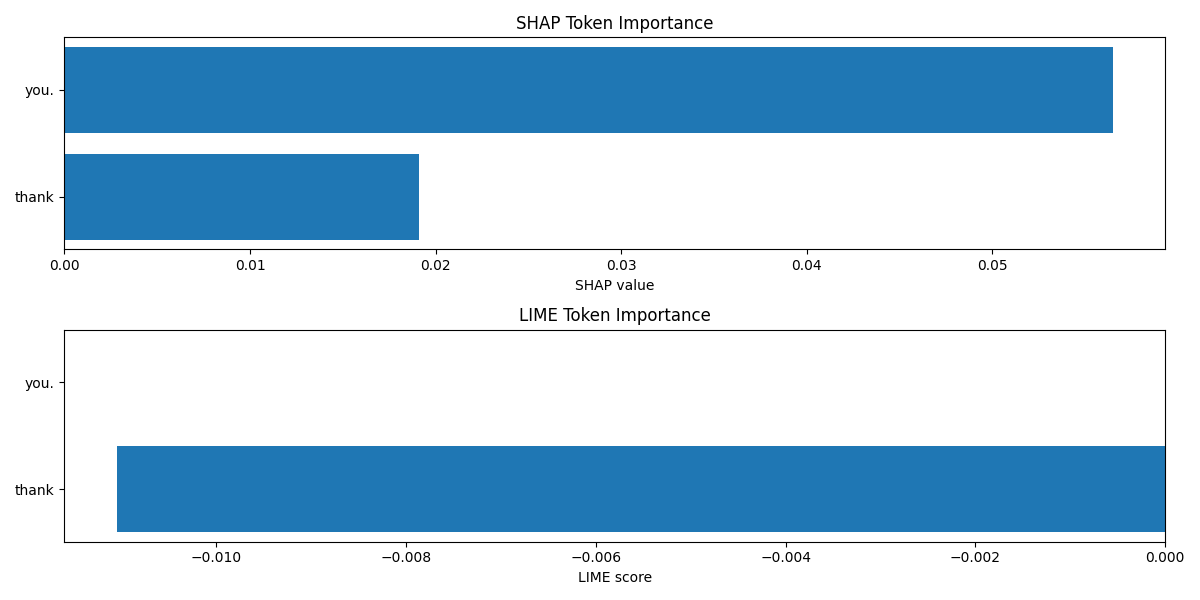 SHAP Token Importance
you.
thank
0.00 0.01 0.02 0.03 0.04 0.05
SHAP value
LIME Token Importance
you.
thank
−0.010 −0.008 −0.006 −0.004 −0.002 0.000
LIME score